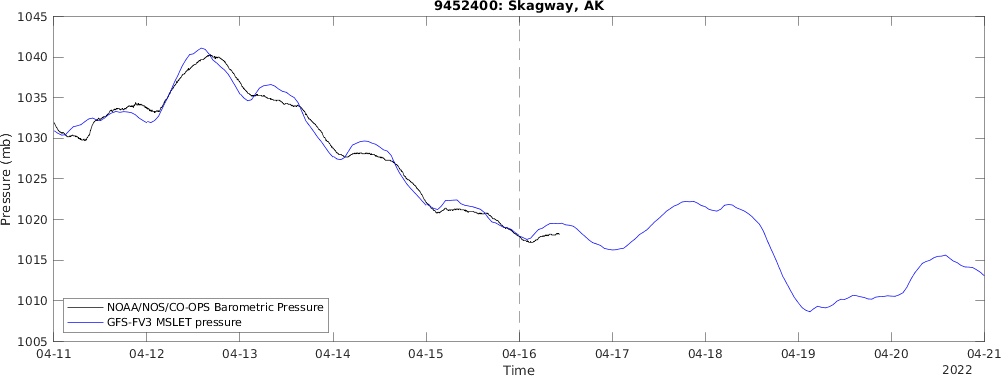 9452400: Skagway, AK
1045
1040
1035
1030
1025
1020
1015
1010
1005
Pressure (mb)
NOAA/NOS/CO-OPS Barometric Pressure
GFS-FV3 MSLET pressure
04-11 04-12 04-13 04-14 04-15 04-16 04-17 04-18 04-19 04-20 04-21
Time
2022